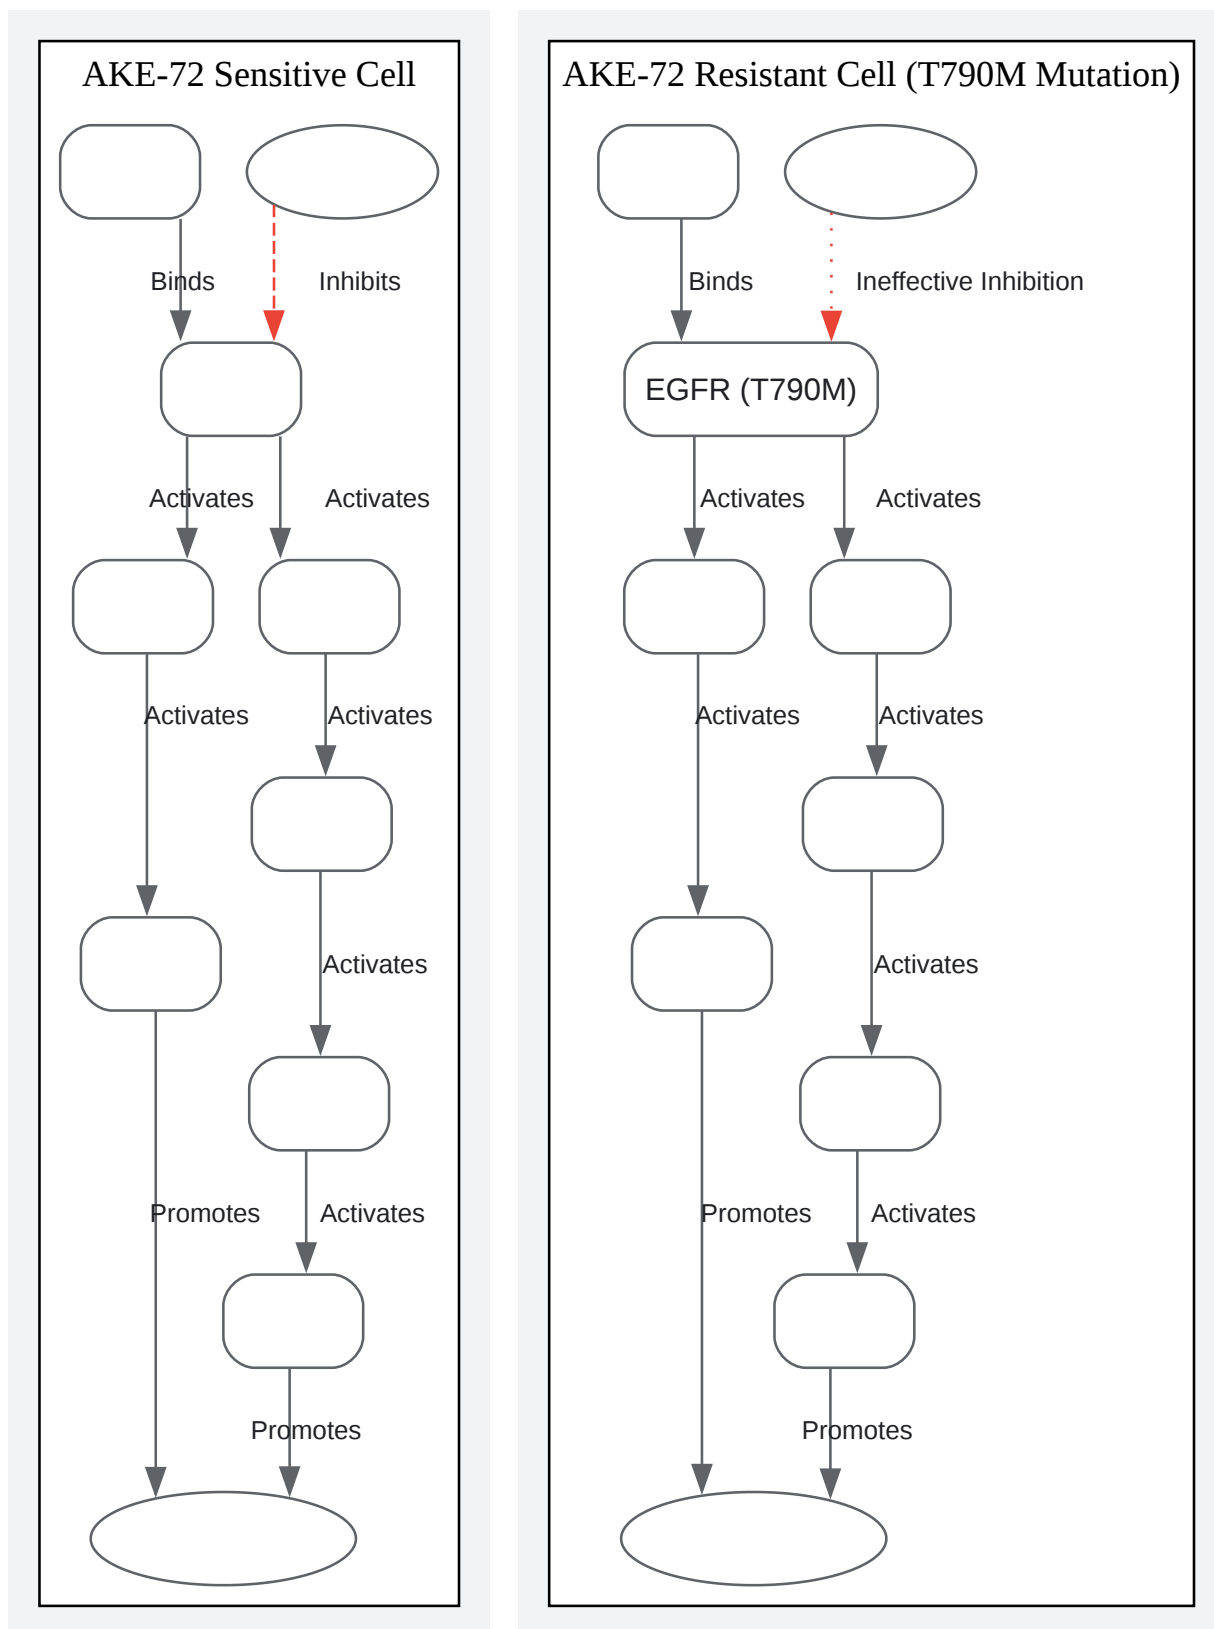 AKE-72 Sensitive Cell
Binds
Inhibits
Activates
Activates
Activates
Activates
Activates
Promotes
Activates
Promotes
AKE-72 Resistant Cell (T790M Mutation)
Binds
Ineffective Inhibition
EGFR (T790M)
Activates
Activates
Activates
Activates
Activates
Promotes
Activates
Promotes